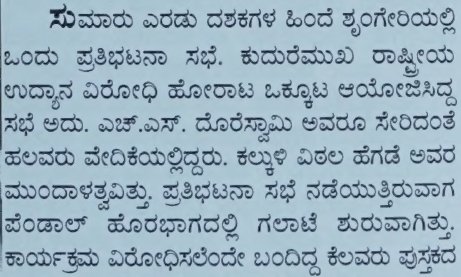 ಸುಮಾರು ಎರಡು ದಶಕಗಳ ಹಿಂದೆ ಶೃಂಗೇರಿಯಲ್ಲಿ
ಒಂದು ಪ್ರತಿಭಟನಾ ಸಭೆ. ಕುದುರೆಮುಖ ರಾಷ್ಟ್ರೀಯ
ಉದ್ಯಾನ ವಿರೋಧಿ ಹೋರಾಟ ಒಕ್ಕೂಟ ಆಯೋಜಿಸಿದ್ದ
ಸಭೆ ಅದು. ಎಚ್.ಎಸ್. ದೊರೆಸ್ವಾಮಿ ಅವರೂ ಸೇರಿದಂತೆ
ಹಲವರು ವೇದಿಕೆಯಲ್ಲಿದ್ದರು. ಕಲ್ಕುಳಿ ವಿಠಲ ಹೆಗಡೆ ಅವರ
ಮುಂದಾಳತ್ವವಿತ್ತು. ಪ್ರತಿಭಟನಾ ಸಭೆ ನಡೆಯುತ್ತಿರುವಾಗ
ಪೆಂಡಾಲ್ ಹೊರಭಾಗದಲ್ಲಿ ಗಲಾಟೆ ಶುರುವಾಗಿತ್ತು.
ಕಾರ್ಯಕ್ರಮ ವಿರೋಧಿಸಲೆಂದೇ ಬಂದಿದ್ದ ಕೆಲವರು ಪುಸ್ತಕದ